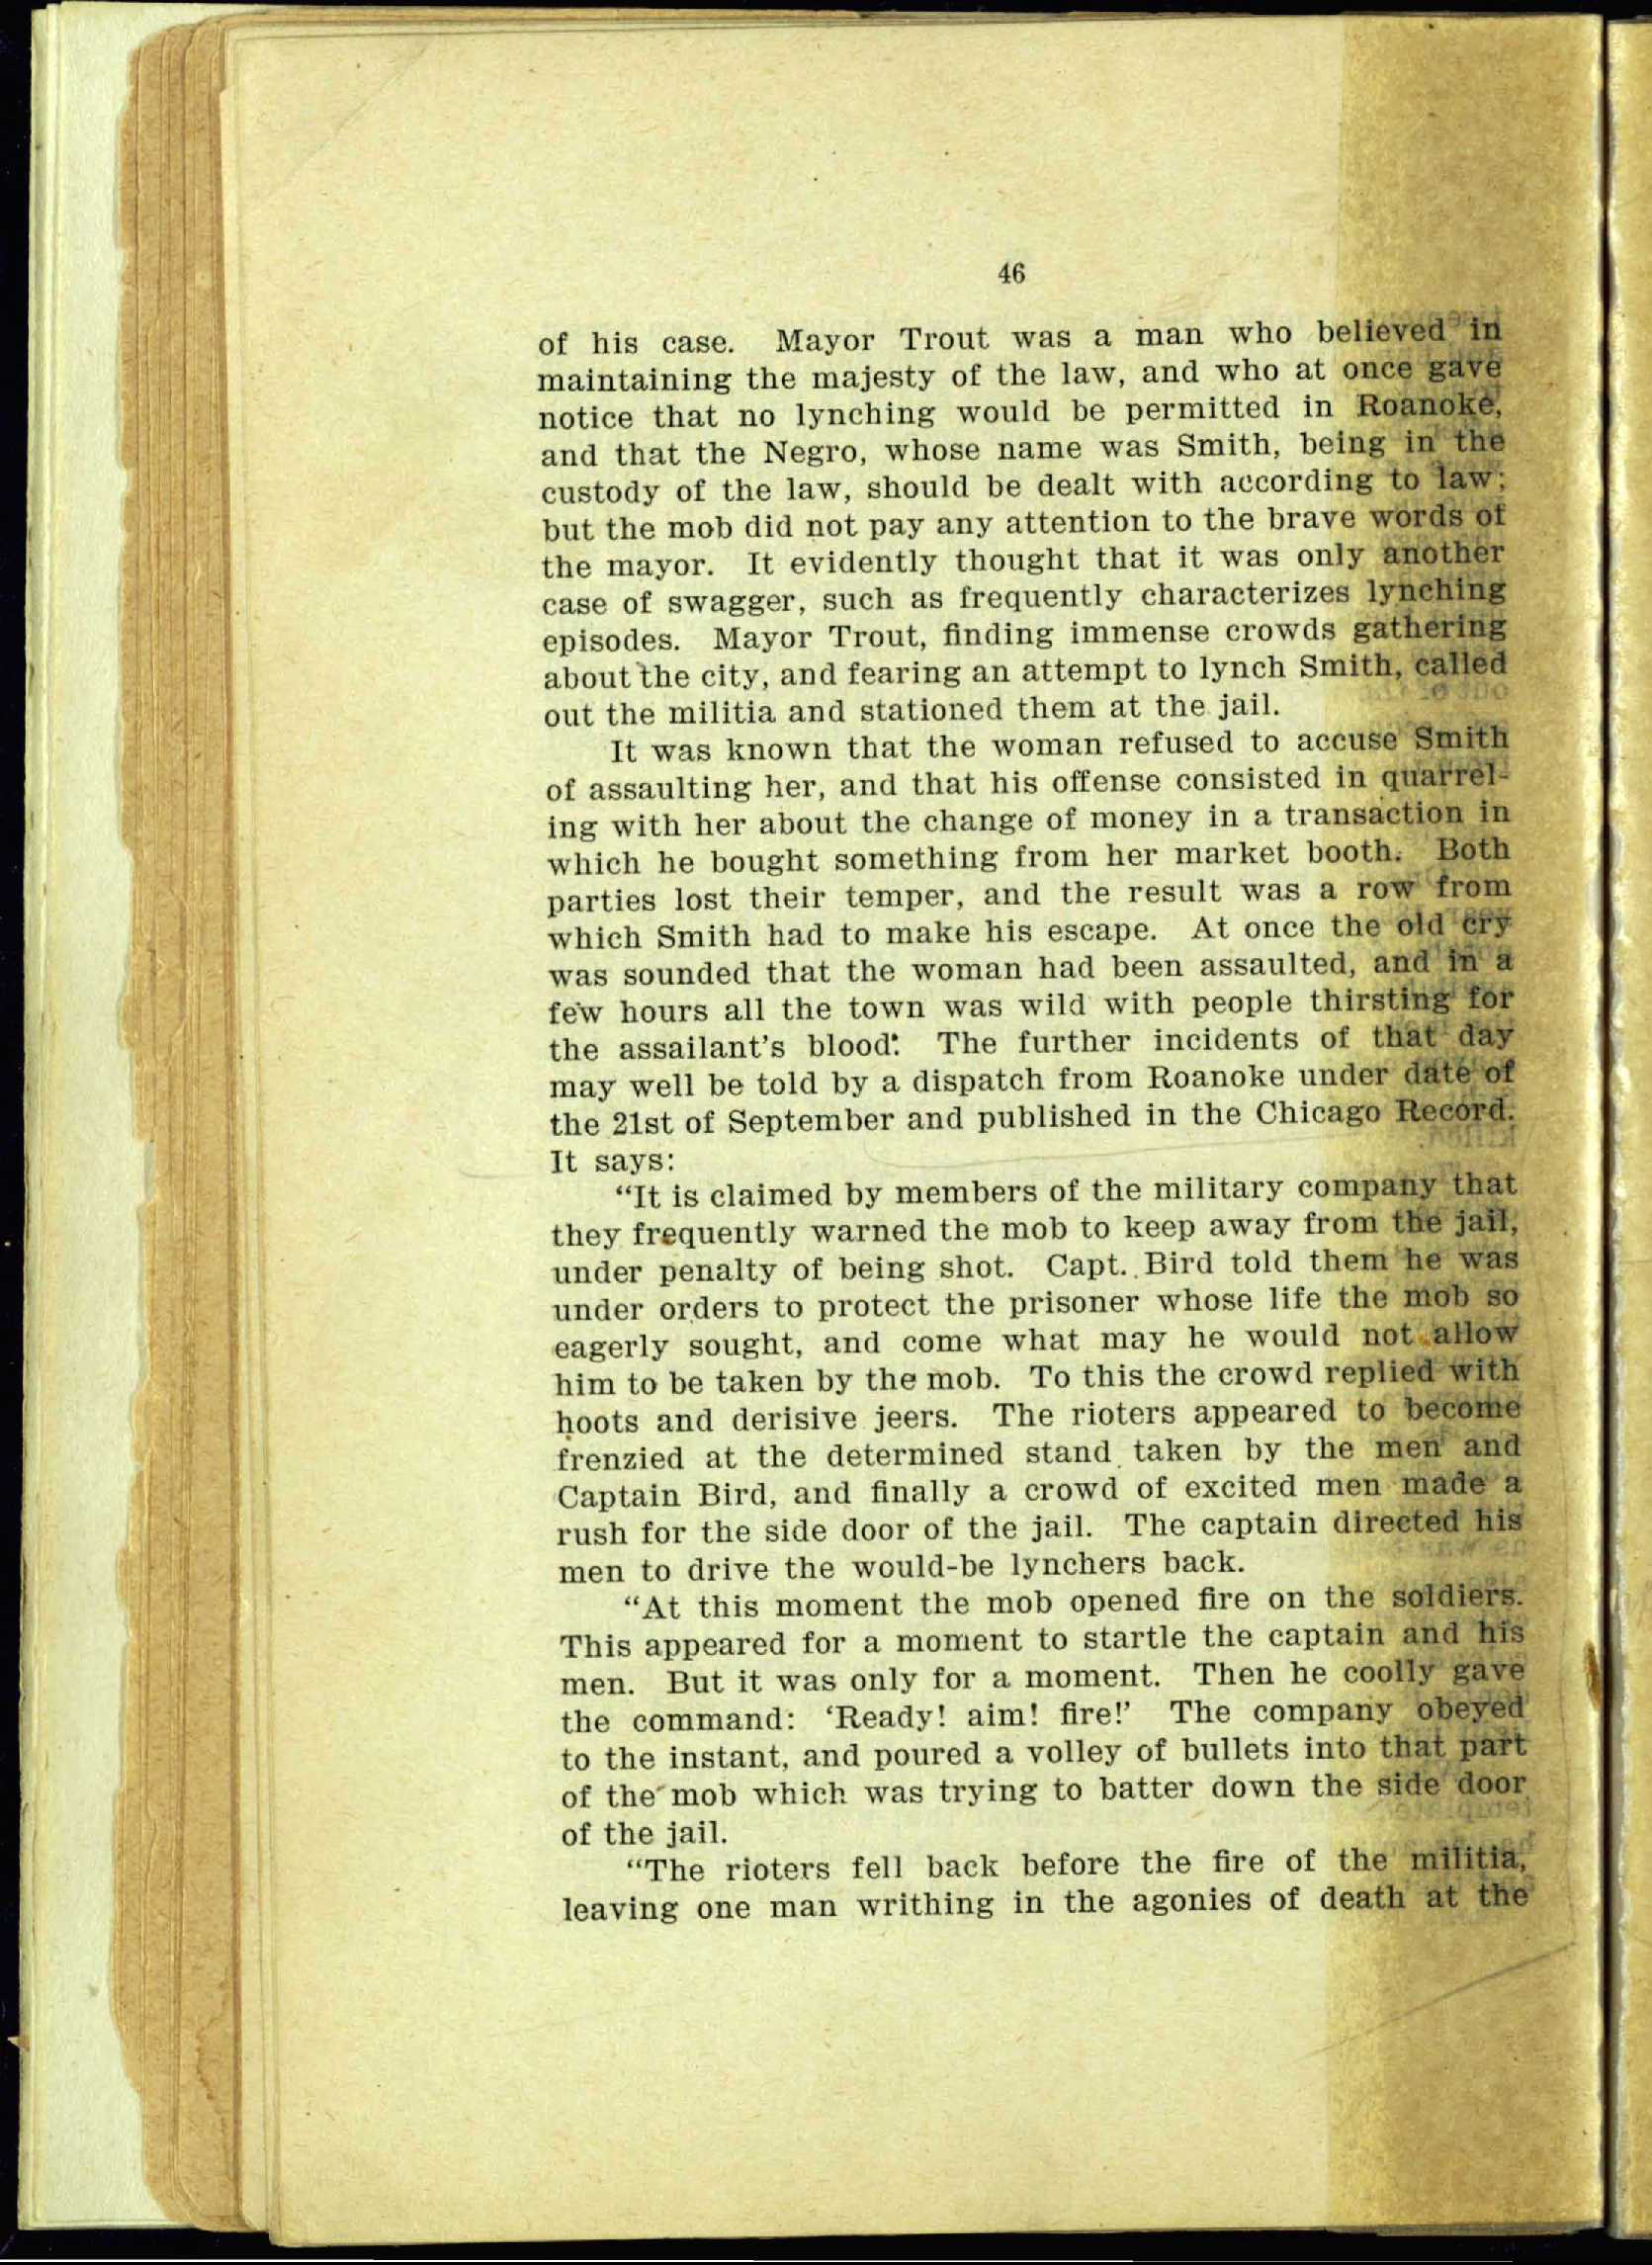 46
of his case. Mayor Trout was a man who believed in
maintaining the majesty of the law, and who at once gave
notice that no lynching would be permitted in Roanoke,
and that the Negro, whose name was Smith, being in the
custody of the law, should be dealt with according to law;
but the mob did not pay any attention to the brave words of
the mayor. It evidently thought that it was only another
case of swagger, such as frequently characterizes lynching
episodes. Mayor Trout, finding immense crowds gathering
about the city, and fearing an attempt to lynch Smith, called
out the militia and stationed them at the jail.
It was known that the woman refused to accuse Smith
of assaulting her, and that his offense consisted in quarrel-
ing with her about the change of money in a transaction in
which he bought something from her market booth. Both
parties lost their temper, and the result was a row from
which Smith had to make his escape. At once the old cry
was sounded that the woman had been assaulted, and in a
few hours all the town was wild with people thirsting for
the assailant's blood. The further incidents of that day
may well be told by a dispatch from Roanoke under date of
the 21st of September and published in the Chicago Record.
It says:
“It is claimed by members of the military company that
they frequently warned the mob to keep away from the jail,
under penalty of being shot. Capt. Bird told them he was
under orders to protect the prisoner whose life the mob so
eagerly sought, and come what may he would not allow
him to be taken by the mob. To this the crowd replied with
hoots and derisive jeers. The rioters appeared to become
frenzied at the determined stand taken by the men and
Captain Bird, and finally a crowd of excited men made a
rush for the side door of the jail. The captain directed his
men to drive the would-be lynchers back.
“At this moment the mob opened fire on the soldiers.
This appeared for a moment to startle the captain and his
men. But it was only for a moment. Then he coolly gave
the command: ‘Ready! aim! fire!’ The company obeyed
to the instant, and poured a volley of bullets into that part
of the mob which was trying to batter down the side door
of the jail.
“The rioters fell back before the fire of the militia,
leaving one man writhing in the agonies of death at the